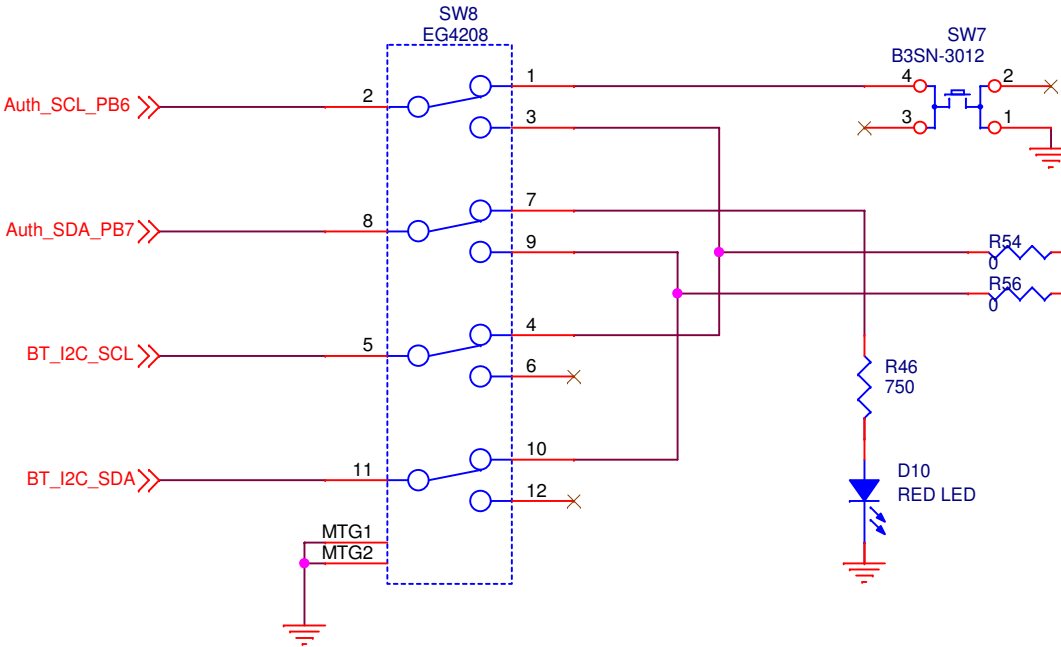 SW8
EG4208
SW7
B3SN-3012
Auth_SCL_PB6
2
1
3
4
2
3
1
Auth_SDA_PB7
8
7
9
R54
0
R56
0
BT_I2C_SCL
5
4
6
R46
750
BT_I2C_SDA
11
10
12
D10
RED LED
MTG1
MTG2